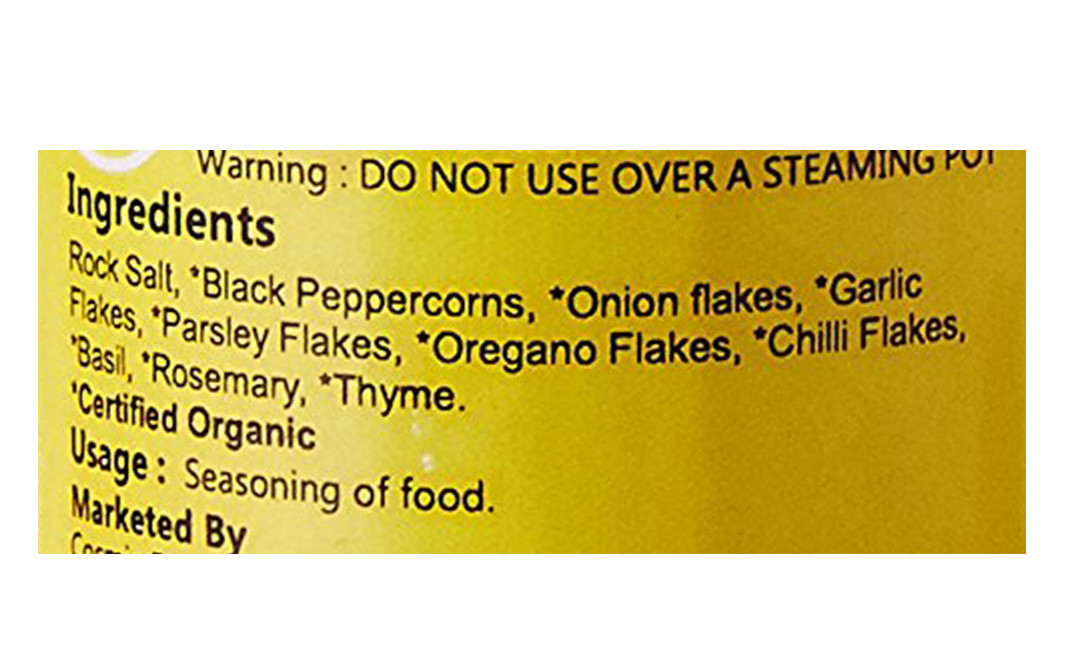 Warning : DO NOT USE OVER A STEAMING POT
Ingredients
Rock Salt, *Black Peppercorns, *Onion flakes, *Garlic
Flakes, *Parsley Flakes, *Oregano Flakes, *Chilli Flakes,
*Basil, *Rosemary, *Thyme.
*Certified Organic
Usage : Seasoning of food.
Marketed By